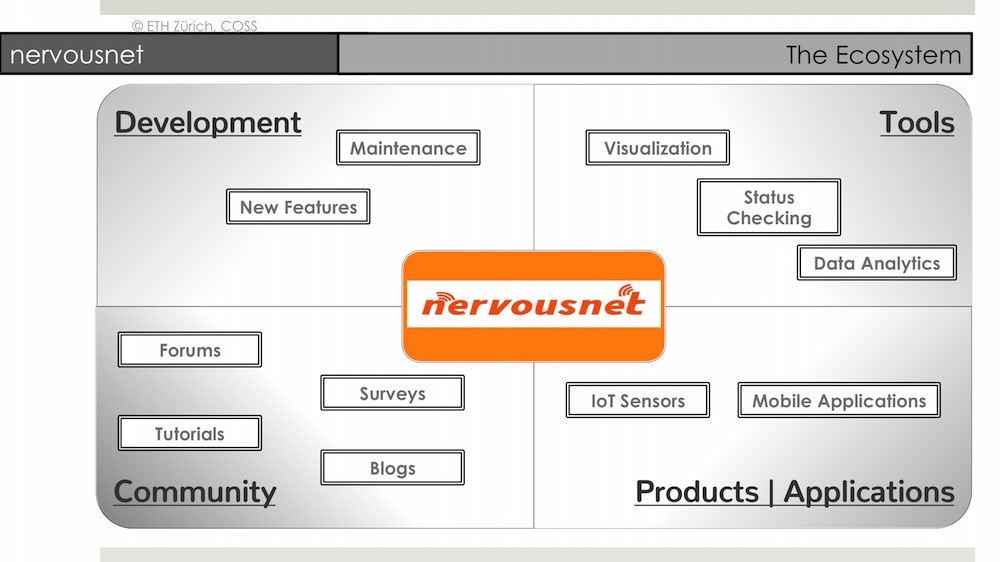 © ETH Zürich, COSS
nervousnet
The Ecosystem
Development
Maintenance
New Features
Tools
Visualization
Status
Checking
Data Analytics
nervousnet
Forums
Surveys
Tutorials
Blogs
Community
IoT Sensors
Mobile Applications
Products | Applications